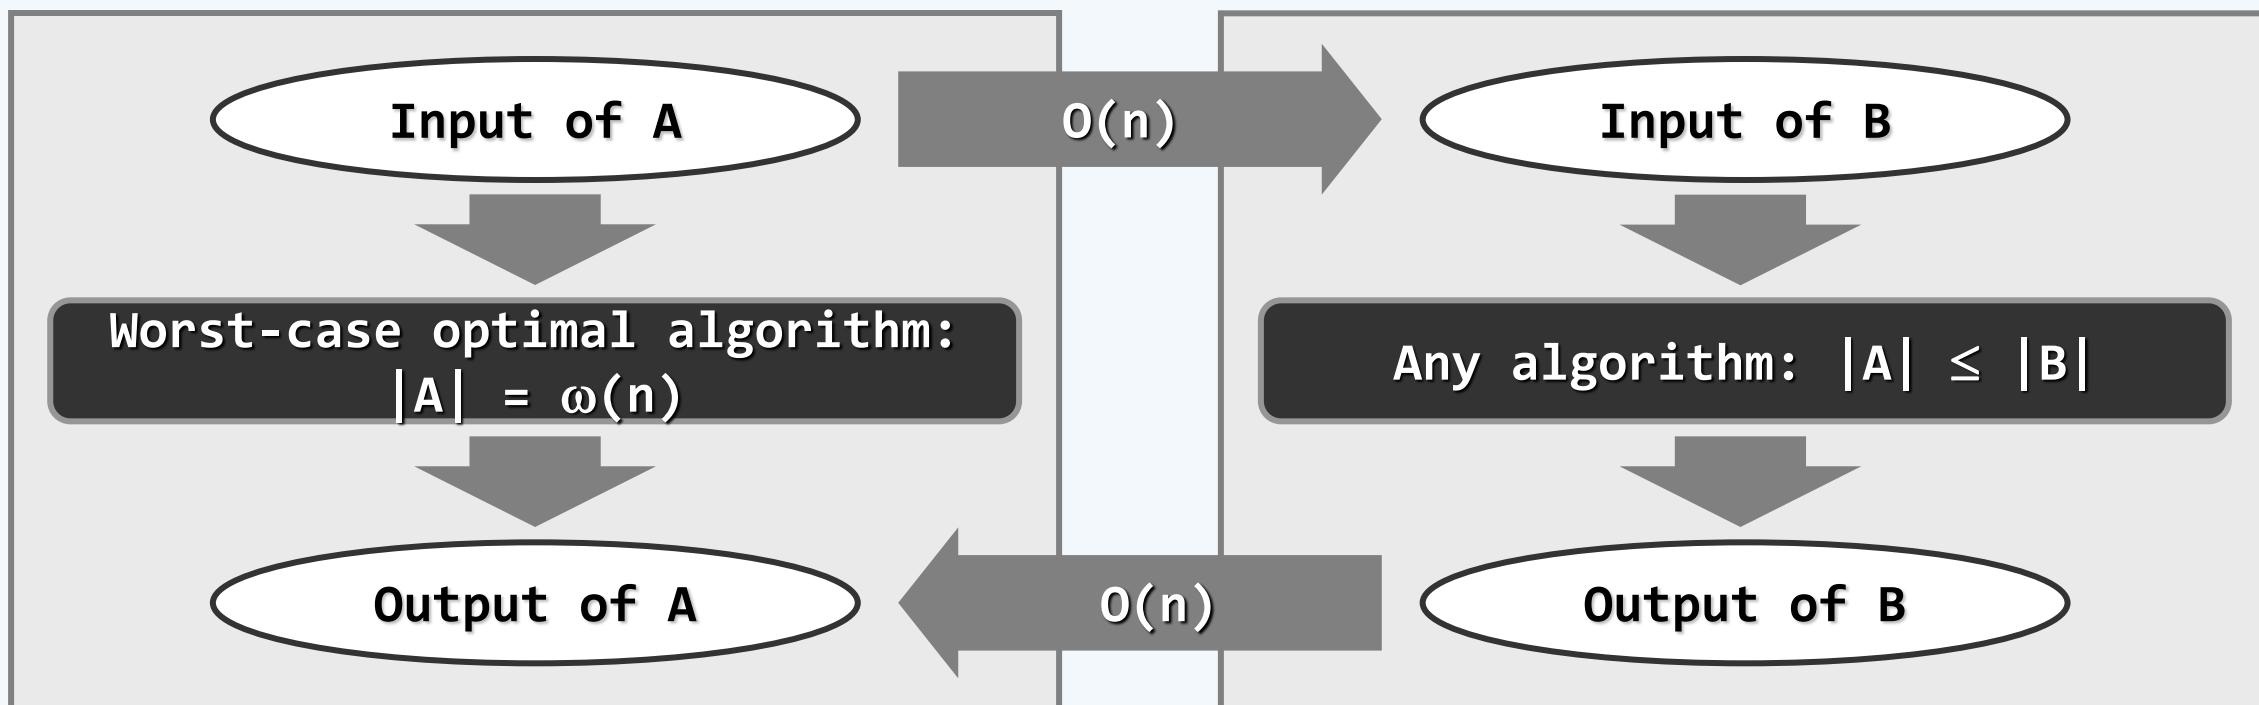 Input of A
O(n)
Input of B
Worst-case optimal algorithm:
|A| = ω(n)
Any algorithm: |A| ≤ |B|
Output of A
O(n)
Output of B